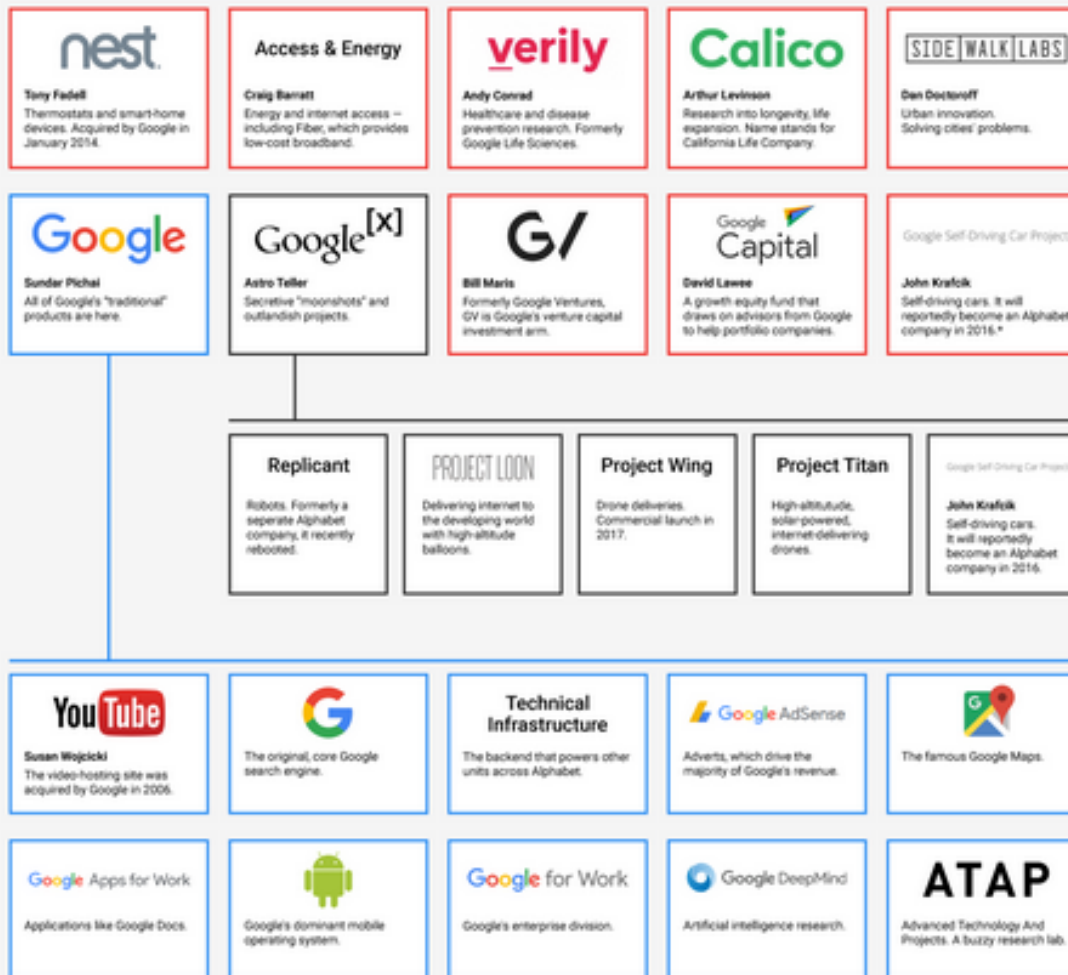 nest
Tony Fadell
Thermostats and smart-home
devices. Acquired by Google in
January 2014.
Access & Energy
Craig Barratt
Energy and internet access —
including Fiber, which provides
low-cost broadband.
verily
Andy Conrad
Healthcare and disease
prevention research. Formerly
Google Life Sciences.
Calico
Arthur Levinson
Research into longevity, life
expansion. Name stands for
California Life Company.
SIDE WALK LABS
Dan Doctoroff
Urban innovation.
Solving cities' problems.
Google
Sundar Pichai
All of Google's "traditional"
products are here.
Google[x]
Astro Teller
Secretive "moonshots" and
outlandish projects.
G/
Bill Maris
Formerly Google Ventures,
GV is Google's venture capital
investment arm.
Google
Capital
David Lawee
A growth equity fund that
draws on advisors from Google
to help portfolio companies.
Google Self-Driving Car Project
John Krafcik
Self-driving cars. It will
reportedly become an Alphabet
company in 2016.*
Replicant
Robots. Formerly a
seperate Alphabet
company, it recently
rebooted.
PROJECT LOON
Delivering internet to
the developing world
with high-altitude
balloons.
Project Wing
Drone deliveries.
Commercial launch in
2017.
Project Titan
High-altitutude,
solar-powered,
internet-delivering
drones.
Google Self-Driving Car Project
John Krafcik
Self-driving cars.
It will reportedly
become an Alphabet
company in 2016.
YouTube
Susan Wojcicki
The video-hosting site was
acquired by Google in 2006.
G
The original, core Google
search engine.
Technical
Infrastructure
The backend that powers other
units across Alphabet.
Google AdSense
Adverts, which drive the
majority of Google's revenue.
G
The famous Google Maps.
Google Apps for Work
Applications like Google Docs.
Google's dominant mobile
operating system.
Google for Work
Google's enterprise division.
Google DeepMind
Artificial intelligence research.
ATAP
Advanced Technology And
Projects. A buzzy research lab.